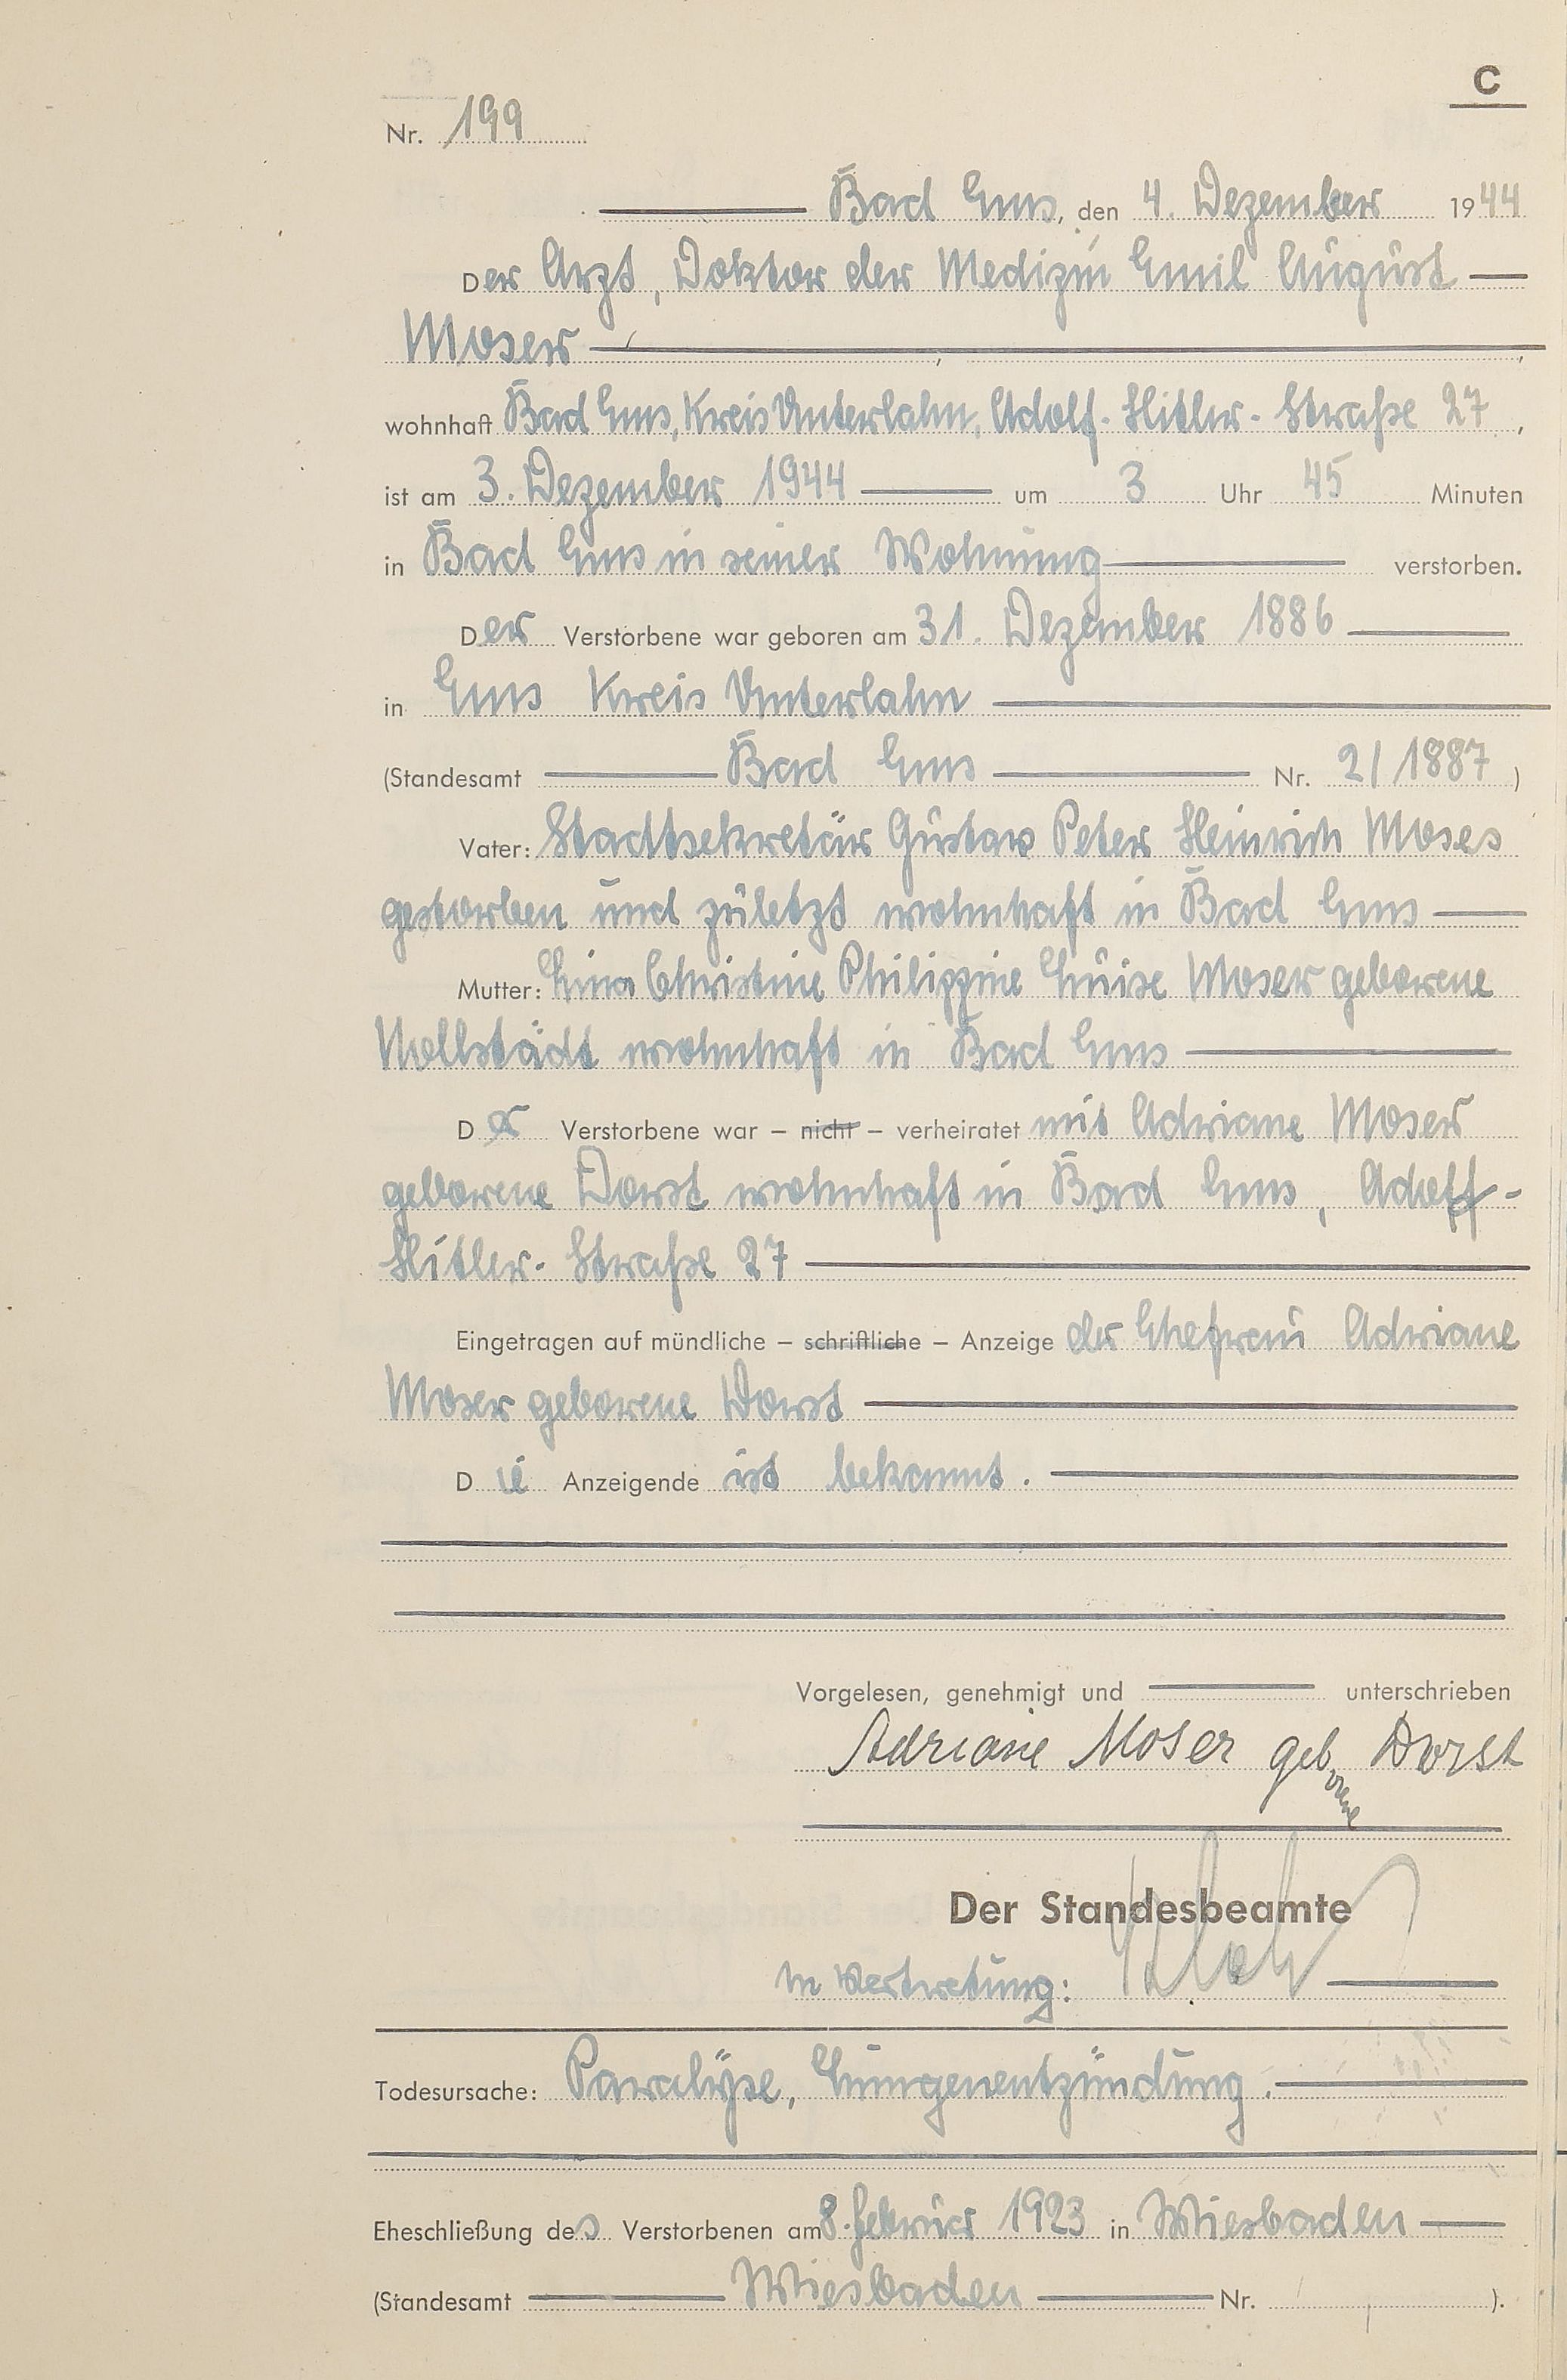 C
Nr. 199
Bad Ems, den 4. Dezember 1944
Der Arzt, Doktor der Medizin Emil August
Moser
wohnhaft Bad Ems, Kreis Unterlahn, Adolf-Hitler-Straße 27,
ist am 3. Dezember 1944 um 3 Uhr 45 Minuten
in Bad Ems in seiner Wohnung verstorben.
Der Verstorbene war geboren am 31. Dezember 1886
in Ems Kreis Unterlahn
(Standesamt Bad Ems Nr. 2/1887)
Vater: Stadtsekretär Gustav Peter Heinrich Moses
gestorben und zuletzt wohnhaft in Bad Ems
Mutter: Lina Christine Philippine Luise Moser geborene
Vollstädt wohnhaft in Bad Ems
Der Verstorbene war – nicht – verheiratet mit Adriane Moser
geborene Dorst wohnhaft in Bad Ems, Adolf-
Hitler-Straße 27
Eingetragen auf mündliche – schriftliche – Anzeige der Ehefrau Adriane
Moser geborene Dorst
Die Anzeigende ist bekannt.
Vorgelesen, genehmigt und unterschrieben
Adriane Moser geborene Dorst
Der Standesbeamte
In Vertretung:
Todesursache: Paralyse, Lungenentzündung.
Eheschließung des Verstorbenen am 8. Februar 1923 in Wiesbaden
(Standesamt Wiesbaden Nr. ).